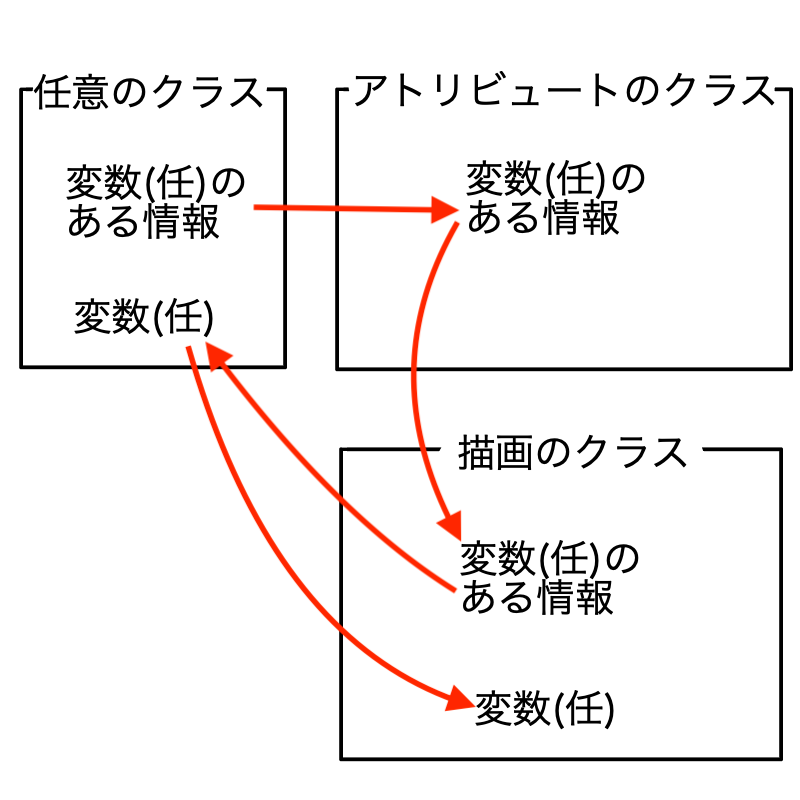 任意のクラス
変数(任)の
ある情報
変数(任)
アトリビュートのクラス
変数(任)の
ある情報
描画のクラス
変数(任)の
ある情報
変数(任)